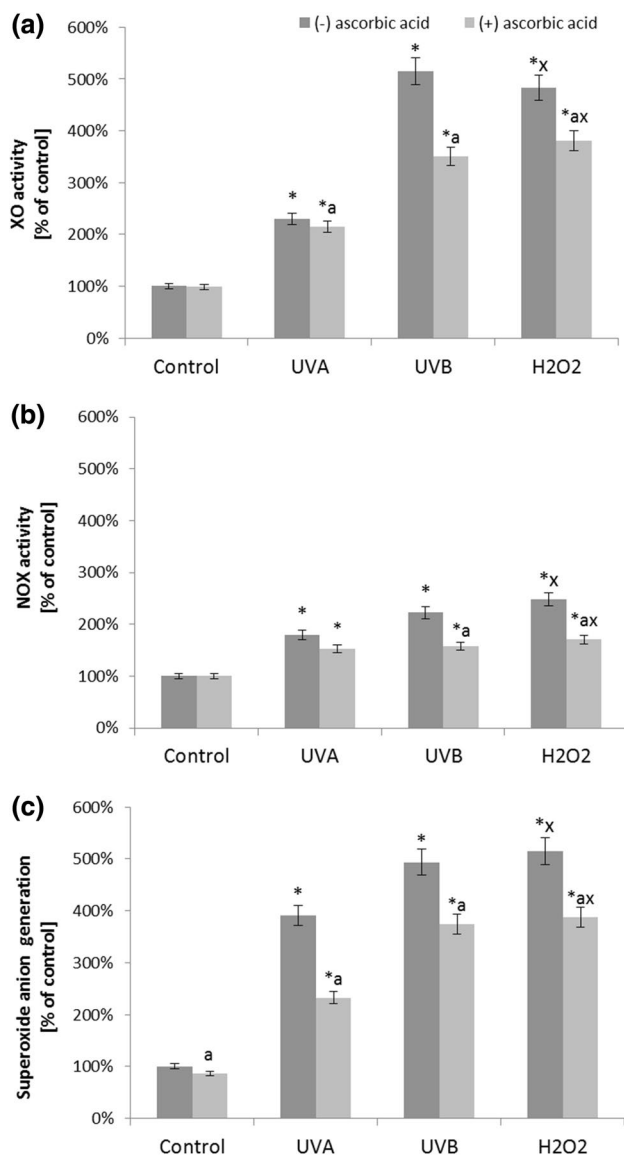 (a)
(-) ascorbic acid (+) ascorbic acid
XO activity
[% of control]
600%
500%
400%
300%
200%
100%
0%
* *a * *a *x *ax
Control UVA UVB H2O2
(b)
NOX activity
[% of control]
600%
500%
400%
300%
200%
100%
0%
* * * *a *x *ax
Control UVA UVB H2O2
(c)
Superoxide anion generation
[% of control]
600%
500%
400%
300%
200%
100%
0%
a * *a * *a *x *ax
Control UVA UVB H2O2